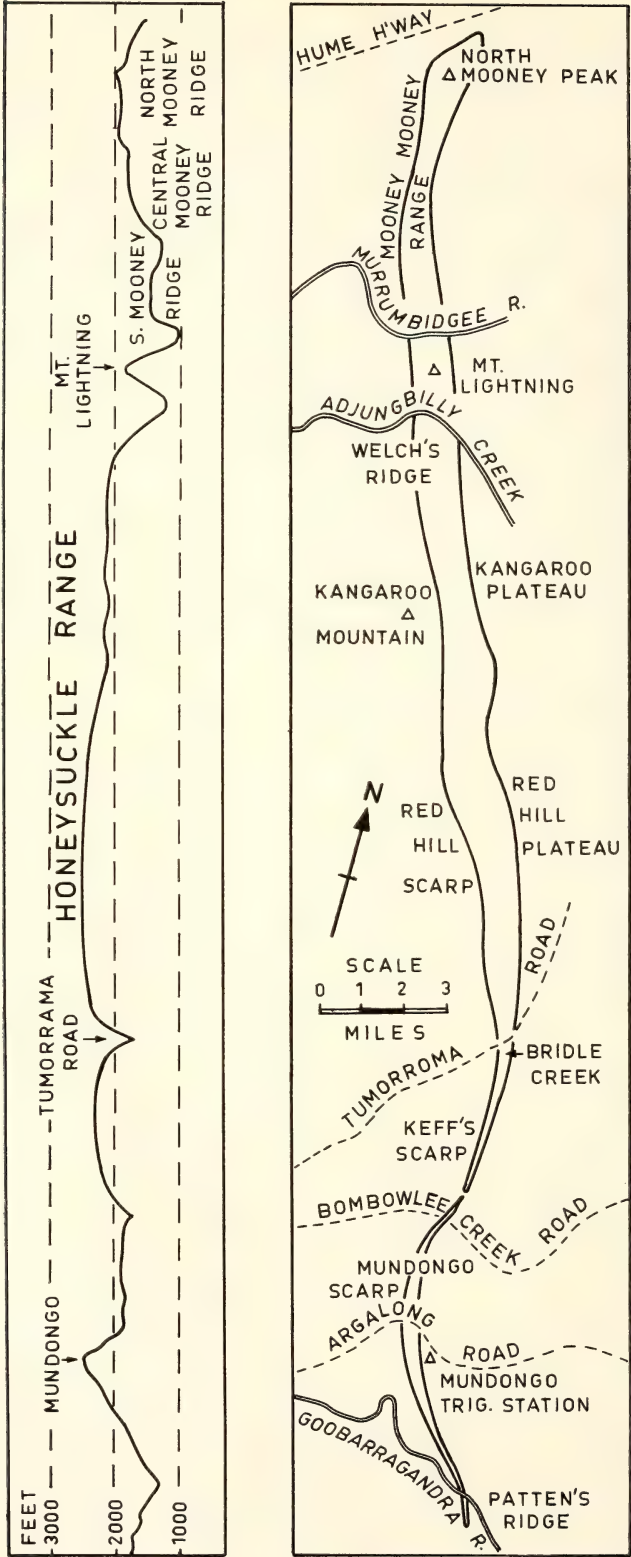 NORTH
MOONEY
RIDGE
CENTRAL
MOONEY
RIDGE
S. MOONEY
RIDGE
MT.
LIGHTNING
HONEYSUCKLE RANGE
TUMORRAMA
ROAD
MUNDONGO
FEET
3000
2000
1000
HUME H'WAY
NORTH
MOONEY PEAK
MOONEY MOONEY
RANGE
MURRUMBIDGEE R.
MT.
LIGHTNING
ADJUNGBILLY
CREEK
WELCH'S
RIDGE
KANGAROO
PLATEAU
KANGAROO
MOUNTAIN
N
RED
HILL
PLATEAU
RED
HILL
SCARP
SCALE
0 1 2 3
MILES
TUMORROMA
ROAD
BRIDLE
CREEK
KEFF'S
SCARP
BOMBOWLEE
CREEK ROAD
MUNDONGO
SCARP
ARGALONG
ROAD
MUNDONGO
TRIG. STATION
GOOBARRAGANDRA
R.
PATTEN'S
RIDGE